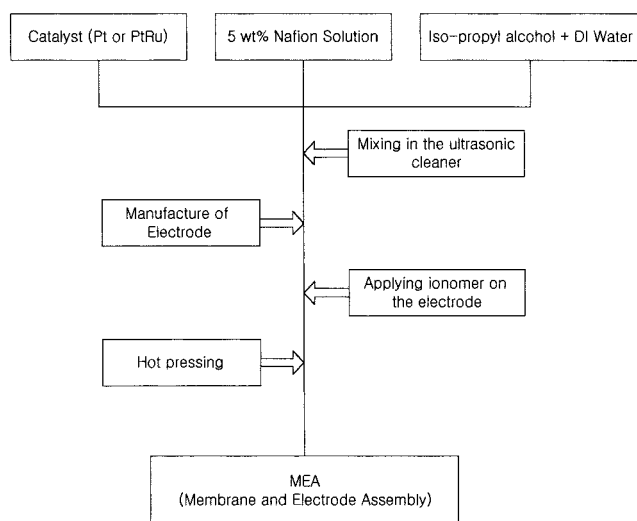 Catalyst (Pt or PtRu)
5 wt% Nafion Solution
Iso-propyl alcohol + DI Water
Mixing in the ultrasonic
cleaner
Manufacture of
Electrode
Applying ionomer on
the electrode
Hot pressing
MEA
(Membrane and Electrode Assembly)